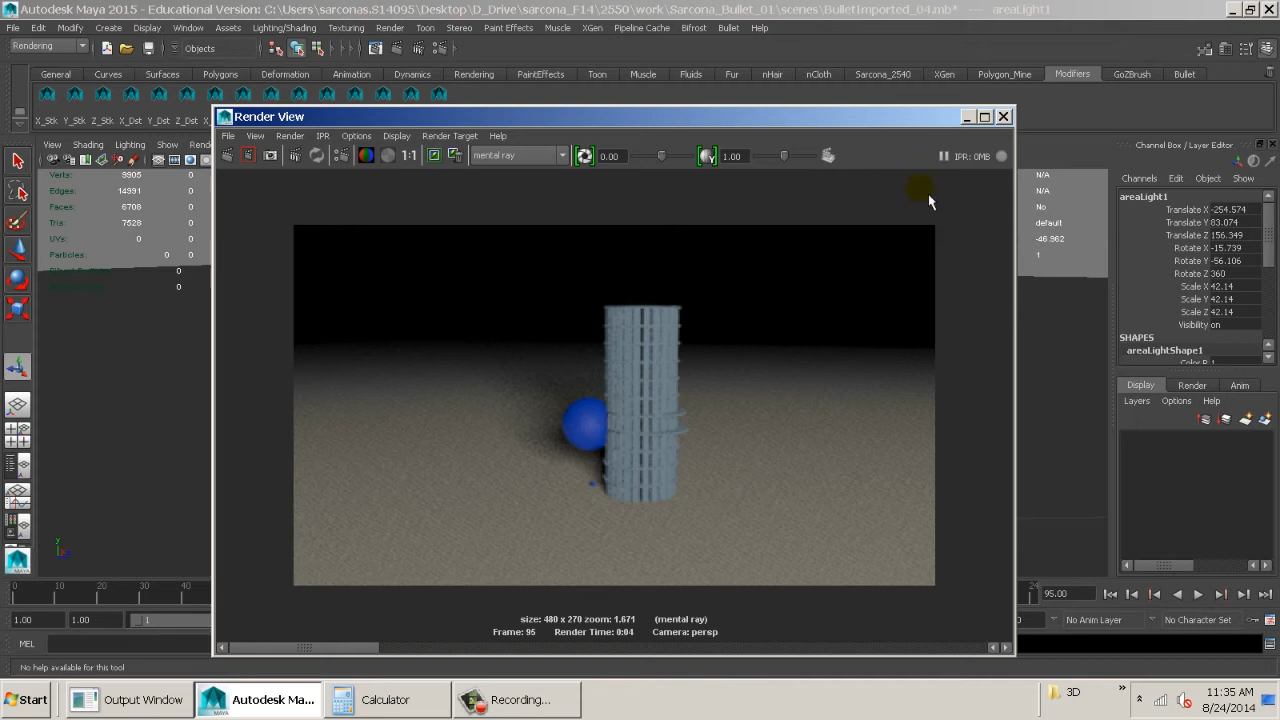 Autodesk Maya 2015 - Educational Version: C:\Users\sarconas.S14095\Desktop\D_Drive\sarcona_F14\2550\work\Sarcona_Bullet_01\scenes\BulletImported_04.mb* --- areaLight1
File Edit Modify Create Display Window Assets Lighting/Shading Texturing Render Toon Stereo Paint Effects Muscle XGen Pipeline Cache Bifrost Bullet Help
Rendering Objects
General Curves Surfaces Polygons Deformation Animation Dynamics Rendering PaintEffects Toon Muscle Fluids Fur nHair nCloth Sarcona_2540 XGen Polygon_Mine Modifiers GoZBrush Bullet
X_Stk Y_Stk Z_Stk X_Dst Y_Dst
Render View
File View Render IPR Options Display Render Target Help
1:1 mental ray 0.00 1.00 IPR: 0MB
View Shading Lighting Show
Verts: 9905 0
Edges: 14991 0
Faces: 6708 0
Tris: 7528 0
UVs: 0 0
Particles 0 0
0
0
N/A
N/A
No
default
-46.962
1
Channel Box / Layer Editor
Channels Edit Object Show
areaLight1
Translate X -254.574
Translate Y 83.074
Translate Z 156.349
Rotate X -15.739
Rotate Y -56.106
Rotate Z 360
Scale X 42.14
Scale Y 42.14
Scale Z 42.14
Visibility on
SHAPES
areaLightShape1
Color R 1
Display Render Anim
Layers Options Help
size: 480 x 270 zoom: 1.671 (mental ray)
Frame: 95 Render Time: 0:04 Camera: persp
y
0 10 20 30 40 24 95.00
1.00 1.00 1 0 No Anim Layer No Character Set
MEL
No help available for this tool
Start Output Window Autodesk Ma... Calculator Recording... 3D
11:35 AM
8/24/2014